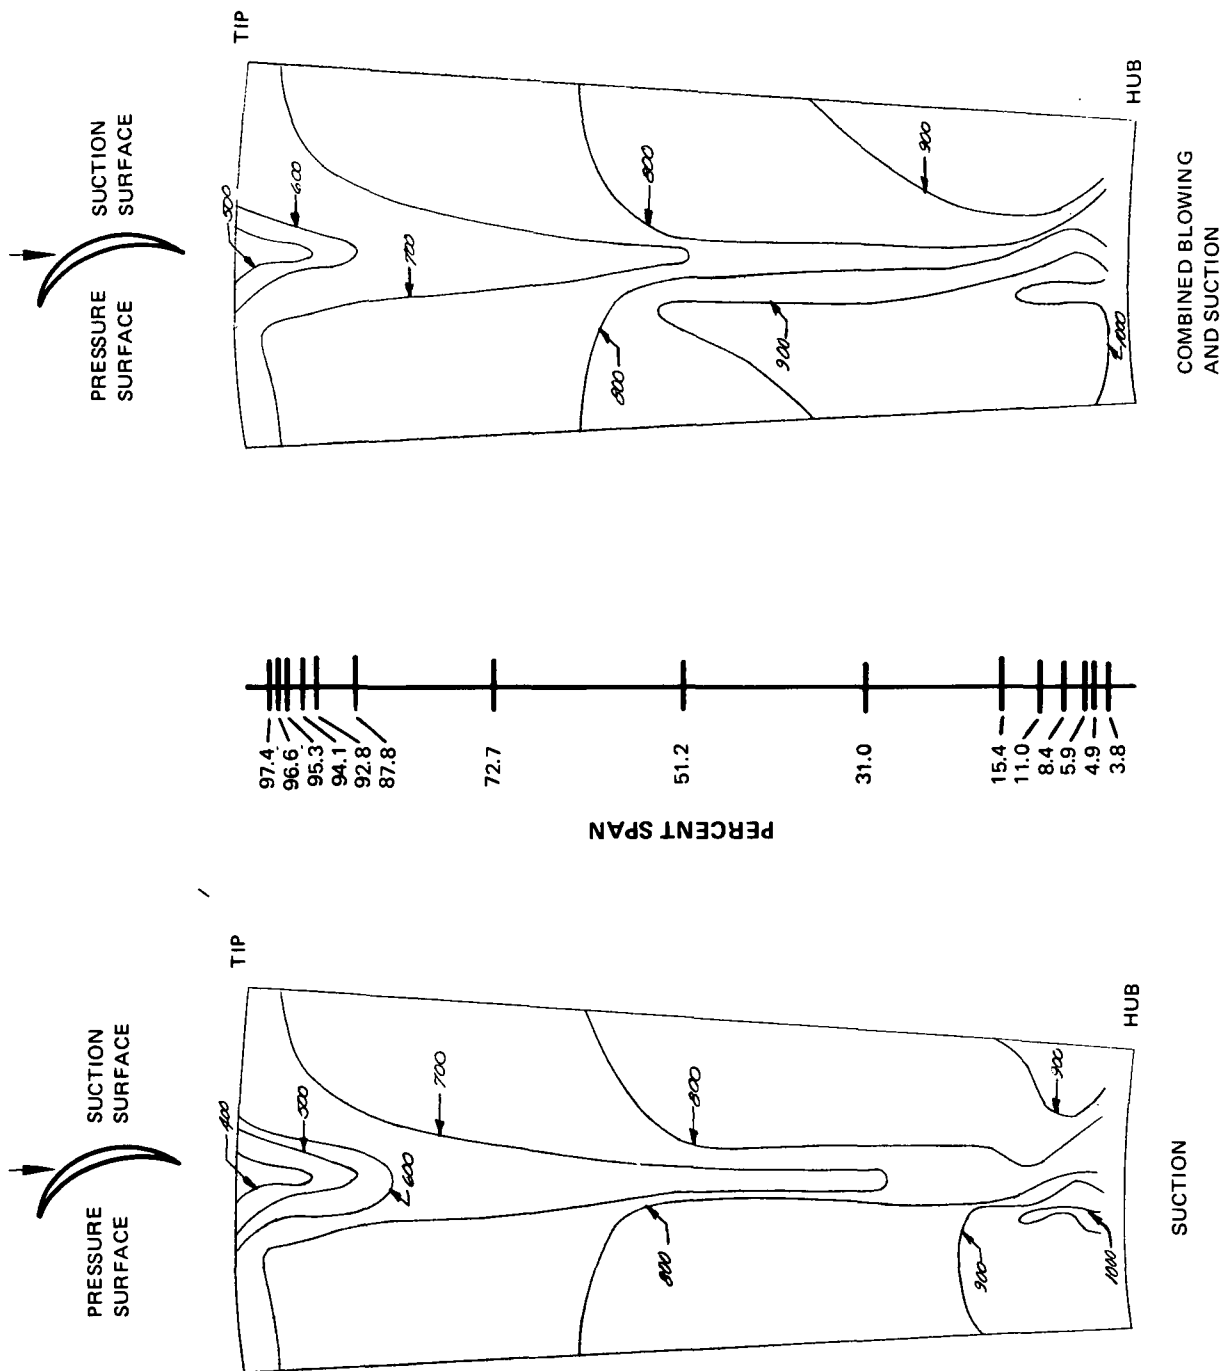 PRESSURE
SURFACE
SUCTION
SURFACE
TIP
400
500
600
700
800
800
900
900
1000
HUB
SUCTION
PERCENT SPAN
97.4
96.6
95.3
94.1
92.8
87.8
72.7
51.2
31.0
15.4
11.0
8.4
5.9
4.9
3.8
PRESSURE
SURFACE
SUCTION
SURFACE
TIP
500
600
700
800
800
900
900
1000
HUB
COMBINED BLOWING
AND SUCTION